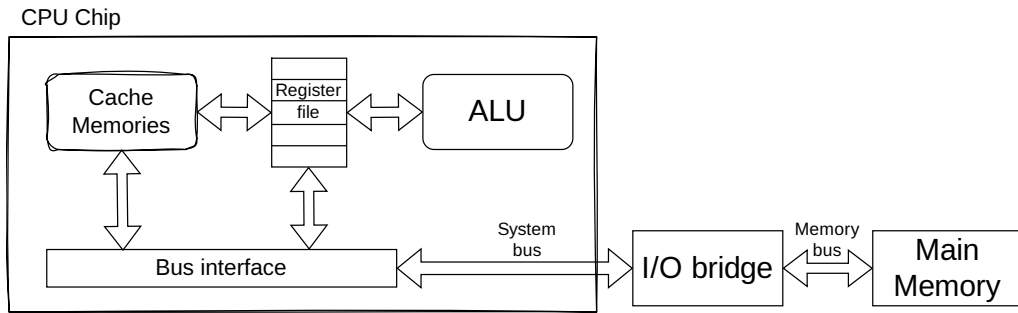 CPU Chip
Cache
Memories
Register
file
ALU
System
bus
Memory
bus
Bus interface
I/O bridge
Main
Memory